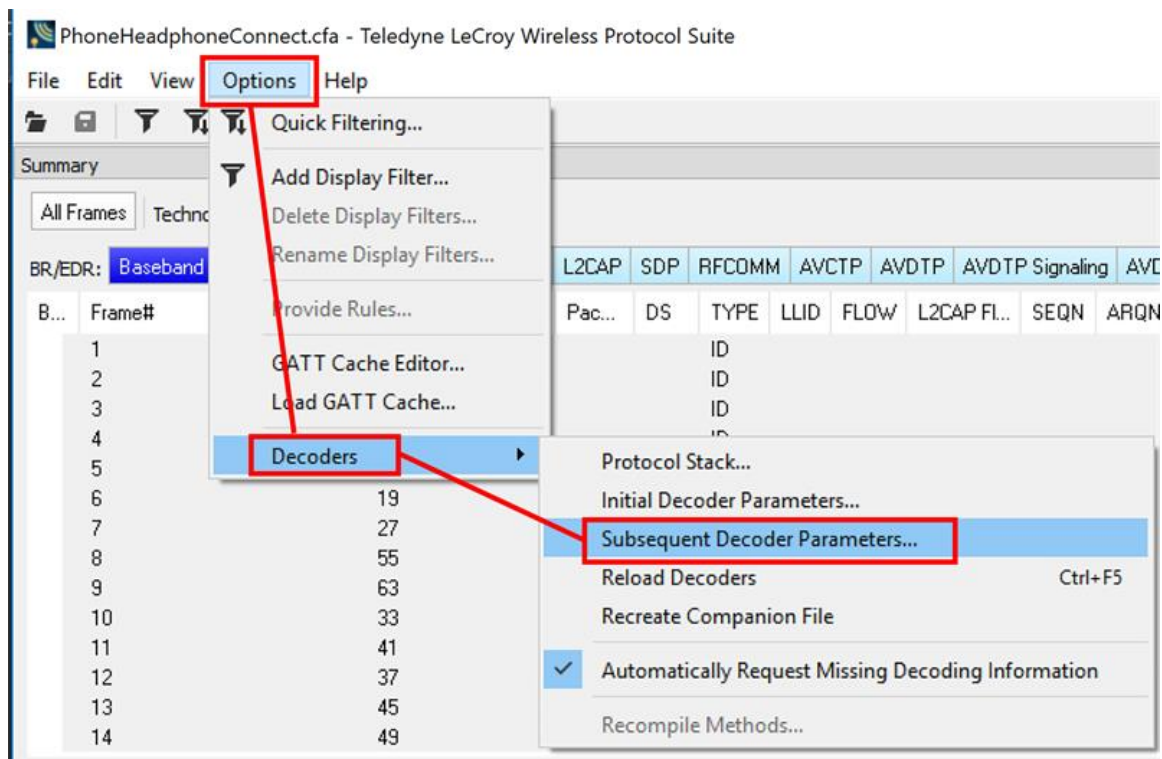 PhoneHeadphoneConnect.cfa - Teledyne LeCroy Wireless Protocol Suite
File Edit View Options Help
Quick Filtering...
Summary
Add Display Filter...
All Frames
Delete Display Filters...
Rename Display Filters...
BR/EDR: Baseband L2CAP SDP RFCOMM AVCTP AVDTP AVDTP Signaling
B... Frame# Provide Rules... Pac... DS TYPE LLID FLOW L2CAP Fl... SEQN ARQN
1 ID
GATT Cache Editor...
2 ID
3 Load GATT Cache... ID
4 ID
Decoders
5 Protocol Stack...
6 19 Initial Decoder Parameters...
7 27 Subsequent Decoder Parameters...
8 55
9 63 Reload Decoders Ctrl+F5
10 33 Recreate Companion File
11 41
12 37 Automatically Request Missing Decoding Information
13 45
14 49 Recompile Methods...